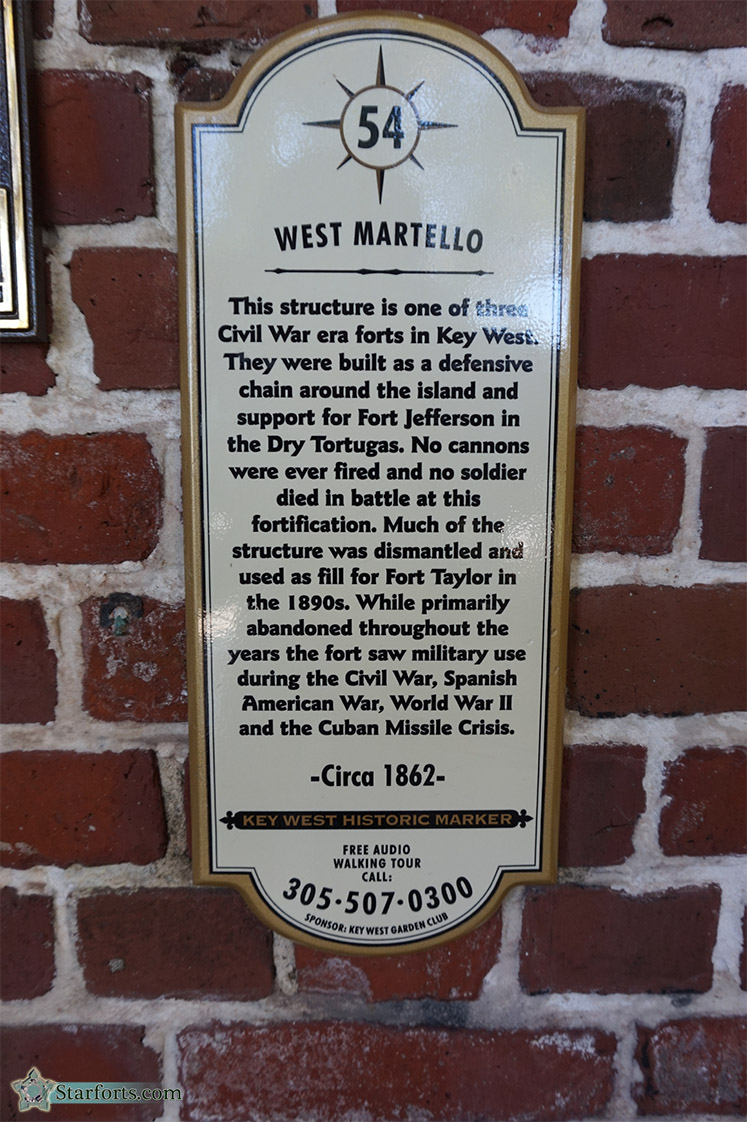 54
WEST MARTELLO
This structure is one of three
Civil War era forts in Key West.
They were built as a defensive
chain around the island and
support for Fort Jefferson in
the Dry Tortugas. No cannons
were ever fired and no soldier
died in battle at this
fortification. Much of the
structure was dismantled and
used as fill for Fort Taylor in
the 1890s. While primarily
abandoned throughout the
years the fort saw military use
during the Civil War, Spanish
American War, World War II
and the Cuban Missile Crisis.
-Circa 1862-
KEY WEST HISTORIC MARKER
FREE AUDIO
WALKING TOUR
CALL:
305·507·0300
SPONSOR: KEY WEST GARDEN CLUB
Starforts.com